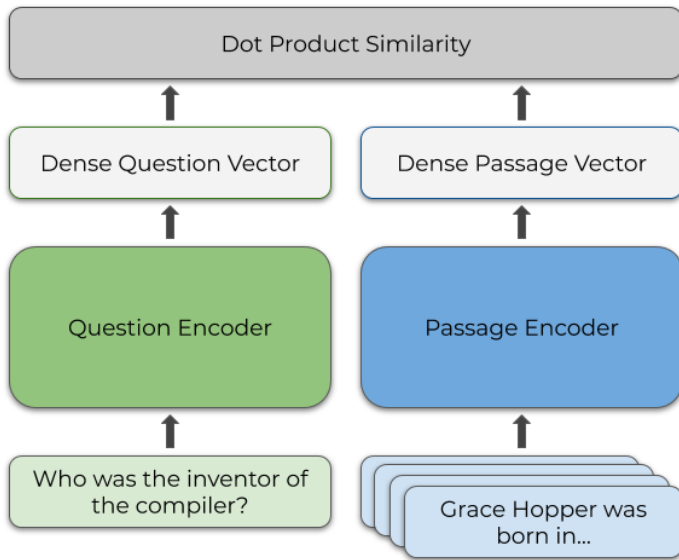 Dot Product Similarity
Dense Question Vector
Dense Passage Vector
Question Encoder
Passage Encoder
Who was the inventor of
the compiler?
Grace Hopper was
born in...